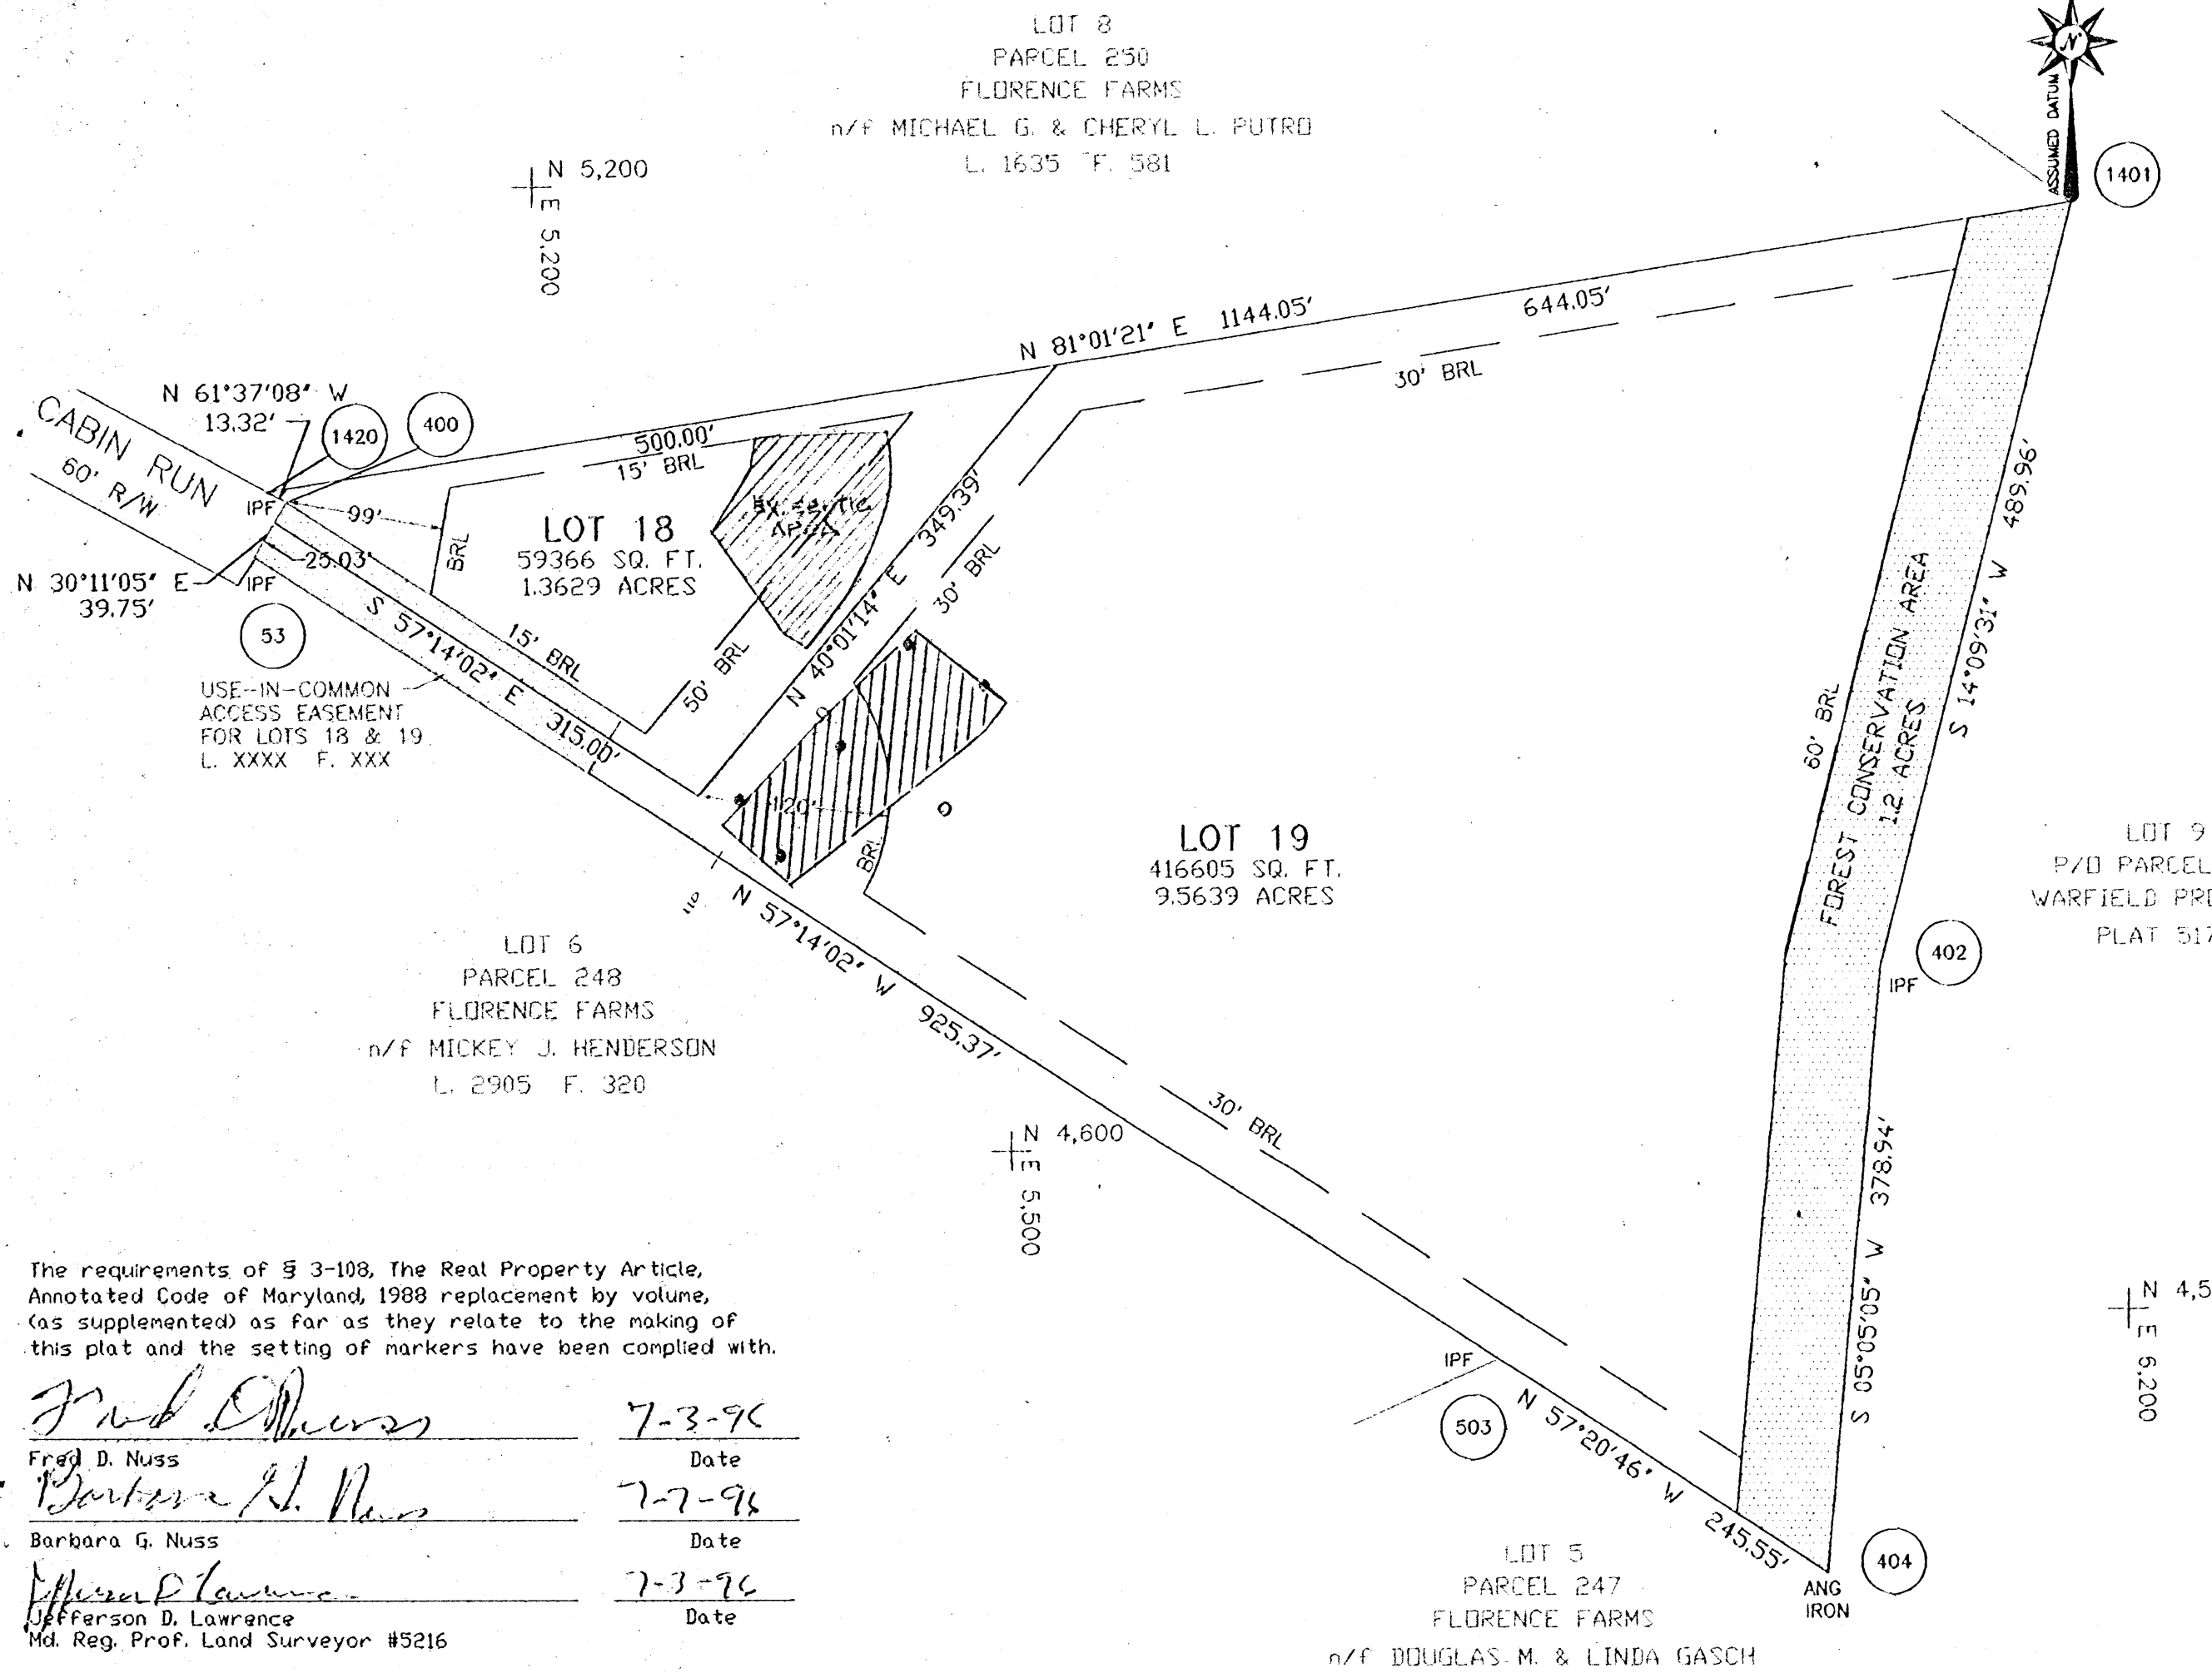 LOT 8
PARCEL 250
FLORENCE FARMS
n/f MICHAEL G. & CHERYL L. PUTRO
L. 1635 F. 581
N
ASSUMED DATUM
1401
N 5,200
E 5,200
N 81°01'21" E 1144.05'
644.05'
30' BRL
N 61°37'08" W
13.32'
1420
400
CABIN RUN
60' R/W
IPF
99'
500.00'
15' BRL
BRL
LOT 18
59366 SQ. FT.
1.3629 ACRES
Ex. Septic
Area
25.03'
N 30°11'05" E
39.75'
IPF
53
S 57°14'02" E 315.00'
15' BRL
50' BRL
N 40°01'14" E 349.39'
30' BRL
USE-IN-COMMON
ACCESS EASEMENT
FOR LOTS 18 & 19
L. XXXX F. XXX
120'
BRL
LOT 19
416605 SQ. FT.
9.5639 ACRES
60' BRL
FOREST CONSERVATION AREA
1.2 ACRES
S 14°09'31" W 489.96'
LOT 9
P/O PARCEL
WARFIELD
PLAT 517
402
IPF
LOT 6
PARCEL 248
FLORENCE FARMS
n/f MICKEY J. HENDERSON
L. 2905 F. 320
N 57°14'02" W 925.37'
30' BRL
N 4,600
E 5,500
S 05°05'05" W 378.94'
N 4,5
E 6,200
IPF
503
N 57°20'46" W 245.55'
404
ANG
IRON
LOT 5
PARCEL 247
FLORENCE FARMS
n/f DOUGLAS M. & LINDA GASCH
The requirements of § 3-108, The Real Property Article,
Annotated Code of Maryland, 1988 replacement by volume,
(as supplemented) as far as they relate to the making of
this plat and the setting of markers have been complied with.
Fred D Nuss
7-3-96
Fred D. Nuss
Date
Barbara G. Nuss
7-7-96
Barbara G. Nuss
Date
Jefferson D Lawrence
7-3-96
Jefferson D. Lawrence
Date
Md. Reg. Prof. Land Surveyor #5216